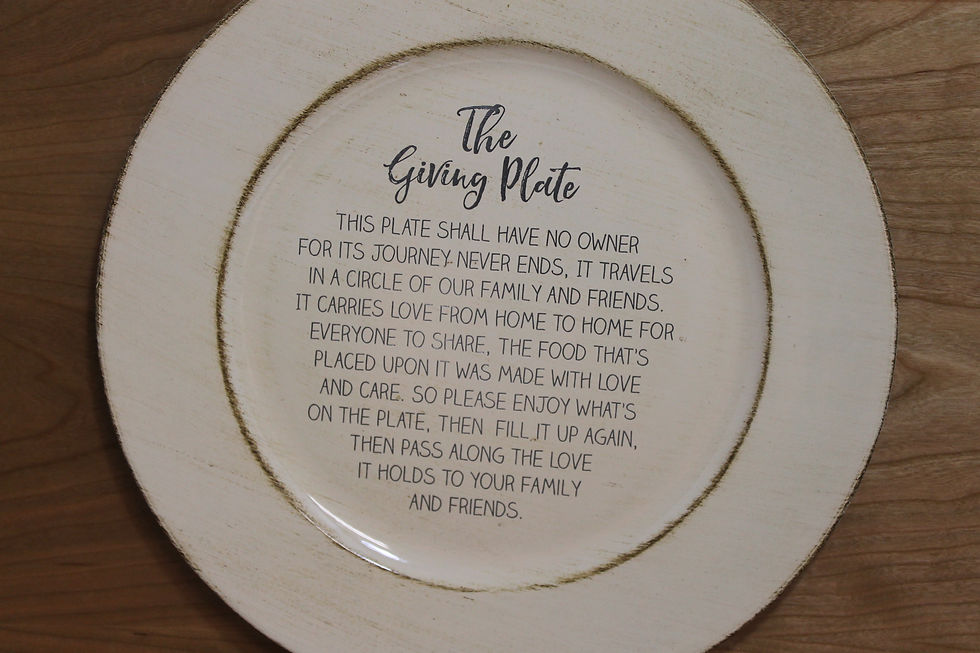 The
Giving Plate
THIS PLATE SHALL HAVE NO OWNER
FOR ITS JOURNEY NEVER ENDS, IT TRAVELS
IN A CIRCLE OF OUR FAMILY AND FRIENDS.
IT CARRIES LOVE FROM HOME TO HOME FOR
EVERYONE TO SHARE, THE FOOD THAT'S
PLACED UPON IT WAS MADE WITH LOVE
AND CARE. SO PLEASE ENJOY WHAT'S
ON THE PLATE, THEN FILL IT UP AGAIN,
THEN PASS ALONG THE LOVE
IT HOLDS TO YOUR FAMILY
AND FRIENDS.